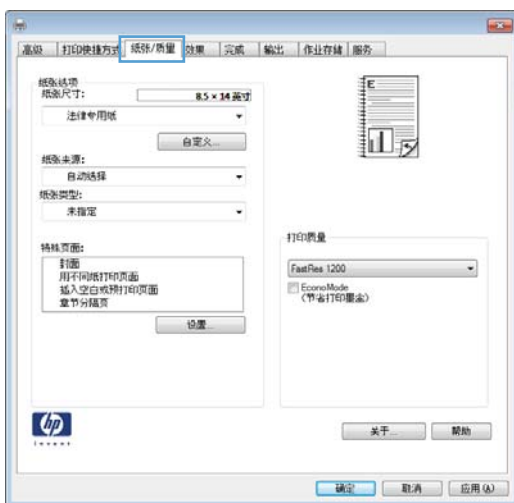 高级 打印快捷方式 纸张/质量 效果 完成 输出 作业存储 服务
纸张选项
纸张尺寸: 8.5 × 14 英寸
法律专用纸
自定义...
纸张来源:
自动选择
纸张类型:
未指定
特殊页面:
封面
用不同纸打印页面
插入空白或预打印页面
章节分隔页
设置...
E
打印质量
FastRes 1200
EconoMode
(节省打印墨盒)
hp
invent
关于... 帮助
确定 取消 应用(A)